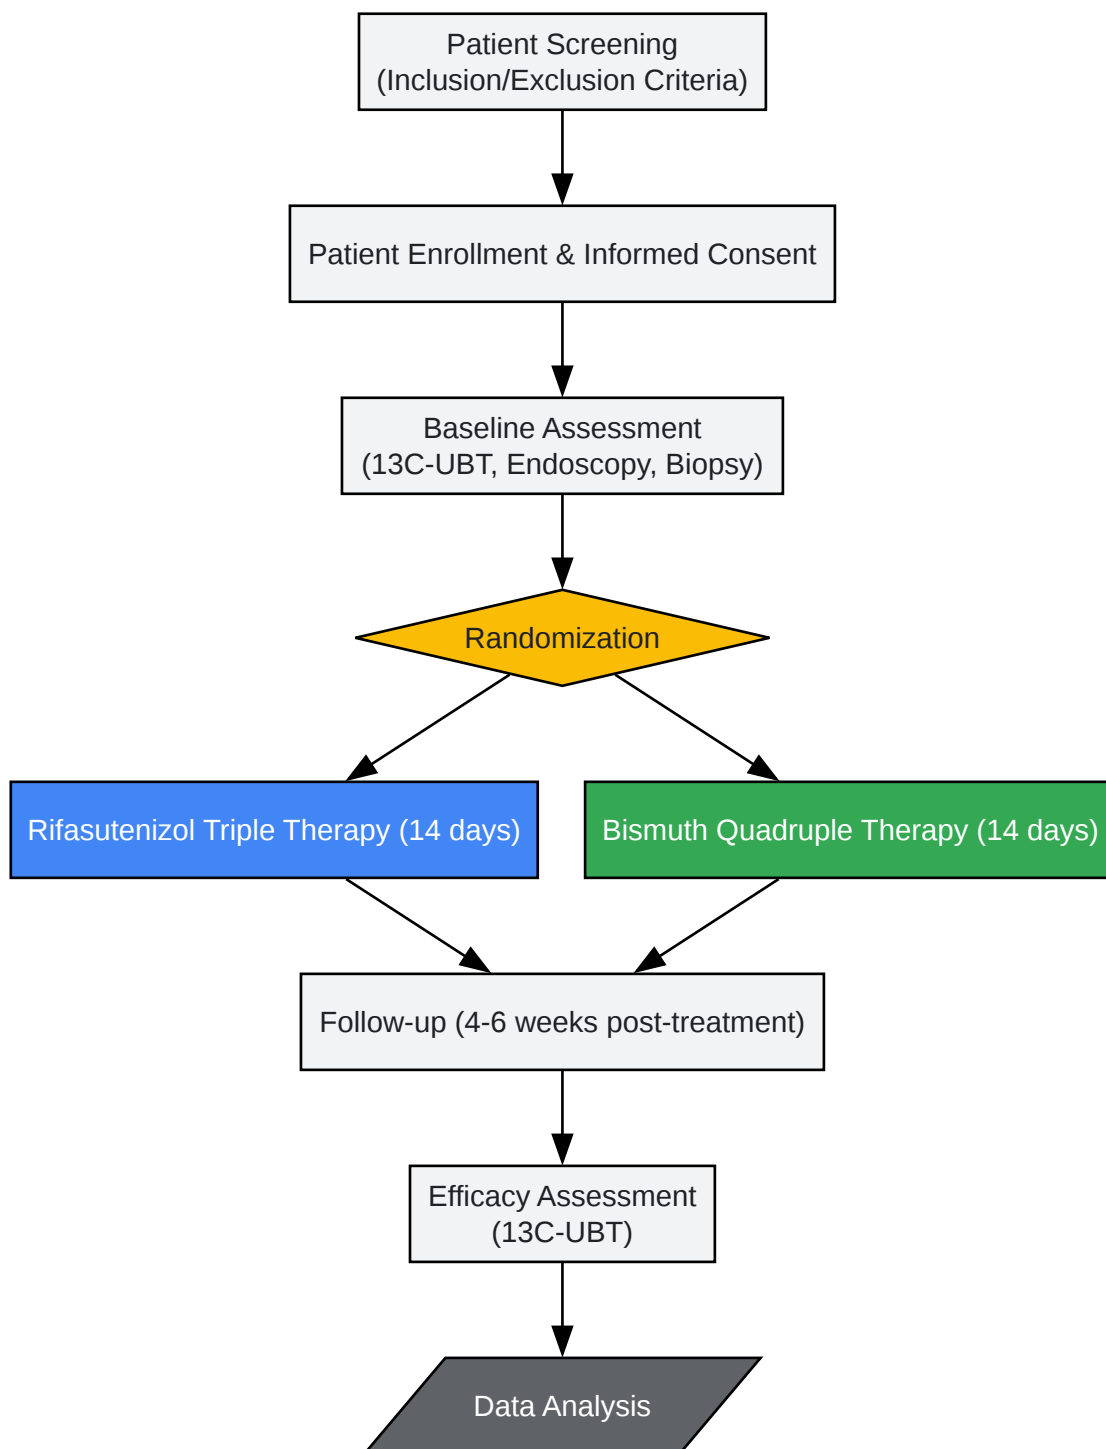 Patient Screening
(Inclusion/Exclusion Criteria)
Patient Enrollment & Informed Consent
Baseline Assessment
(13C-UBT, Endoscopy, Biopsy)
Randomization
Rifasutenizol Triple Therapy (14 days)
Bismuth Quadruple Therapy (14 days)
Follow-up (4-6 weeks post-treatment)
Efficacy Assessment
(13C-UBT)
Data Analysis